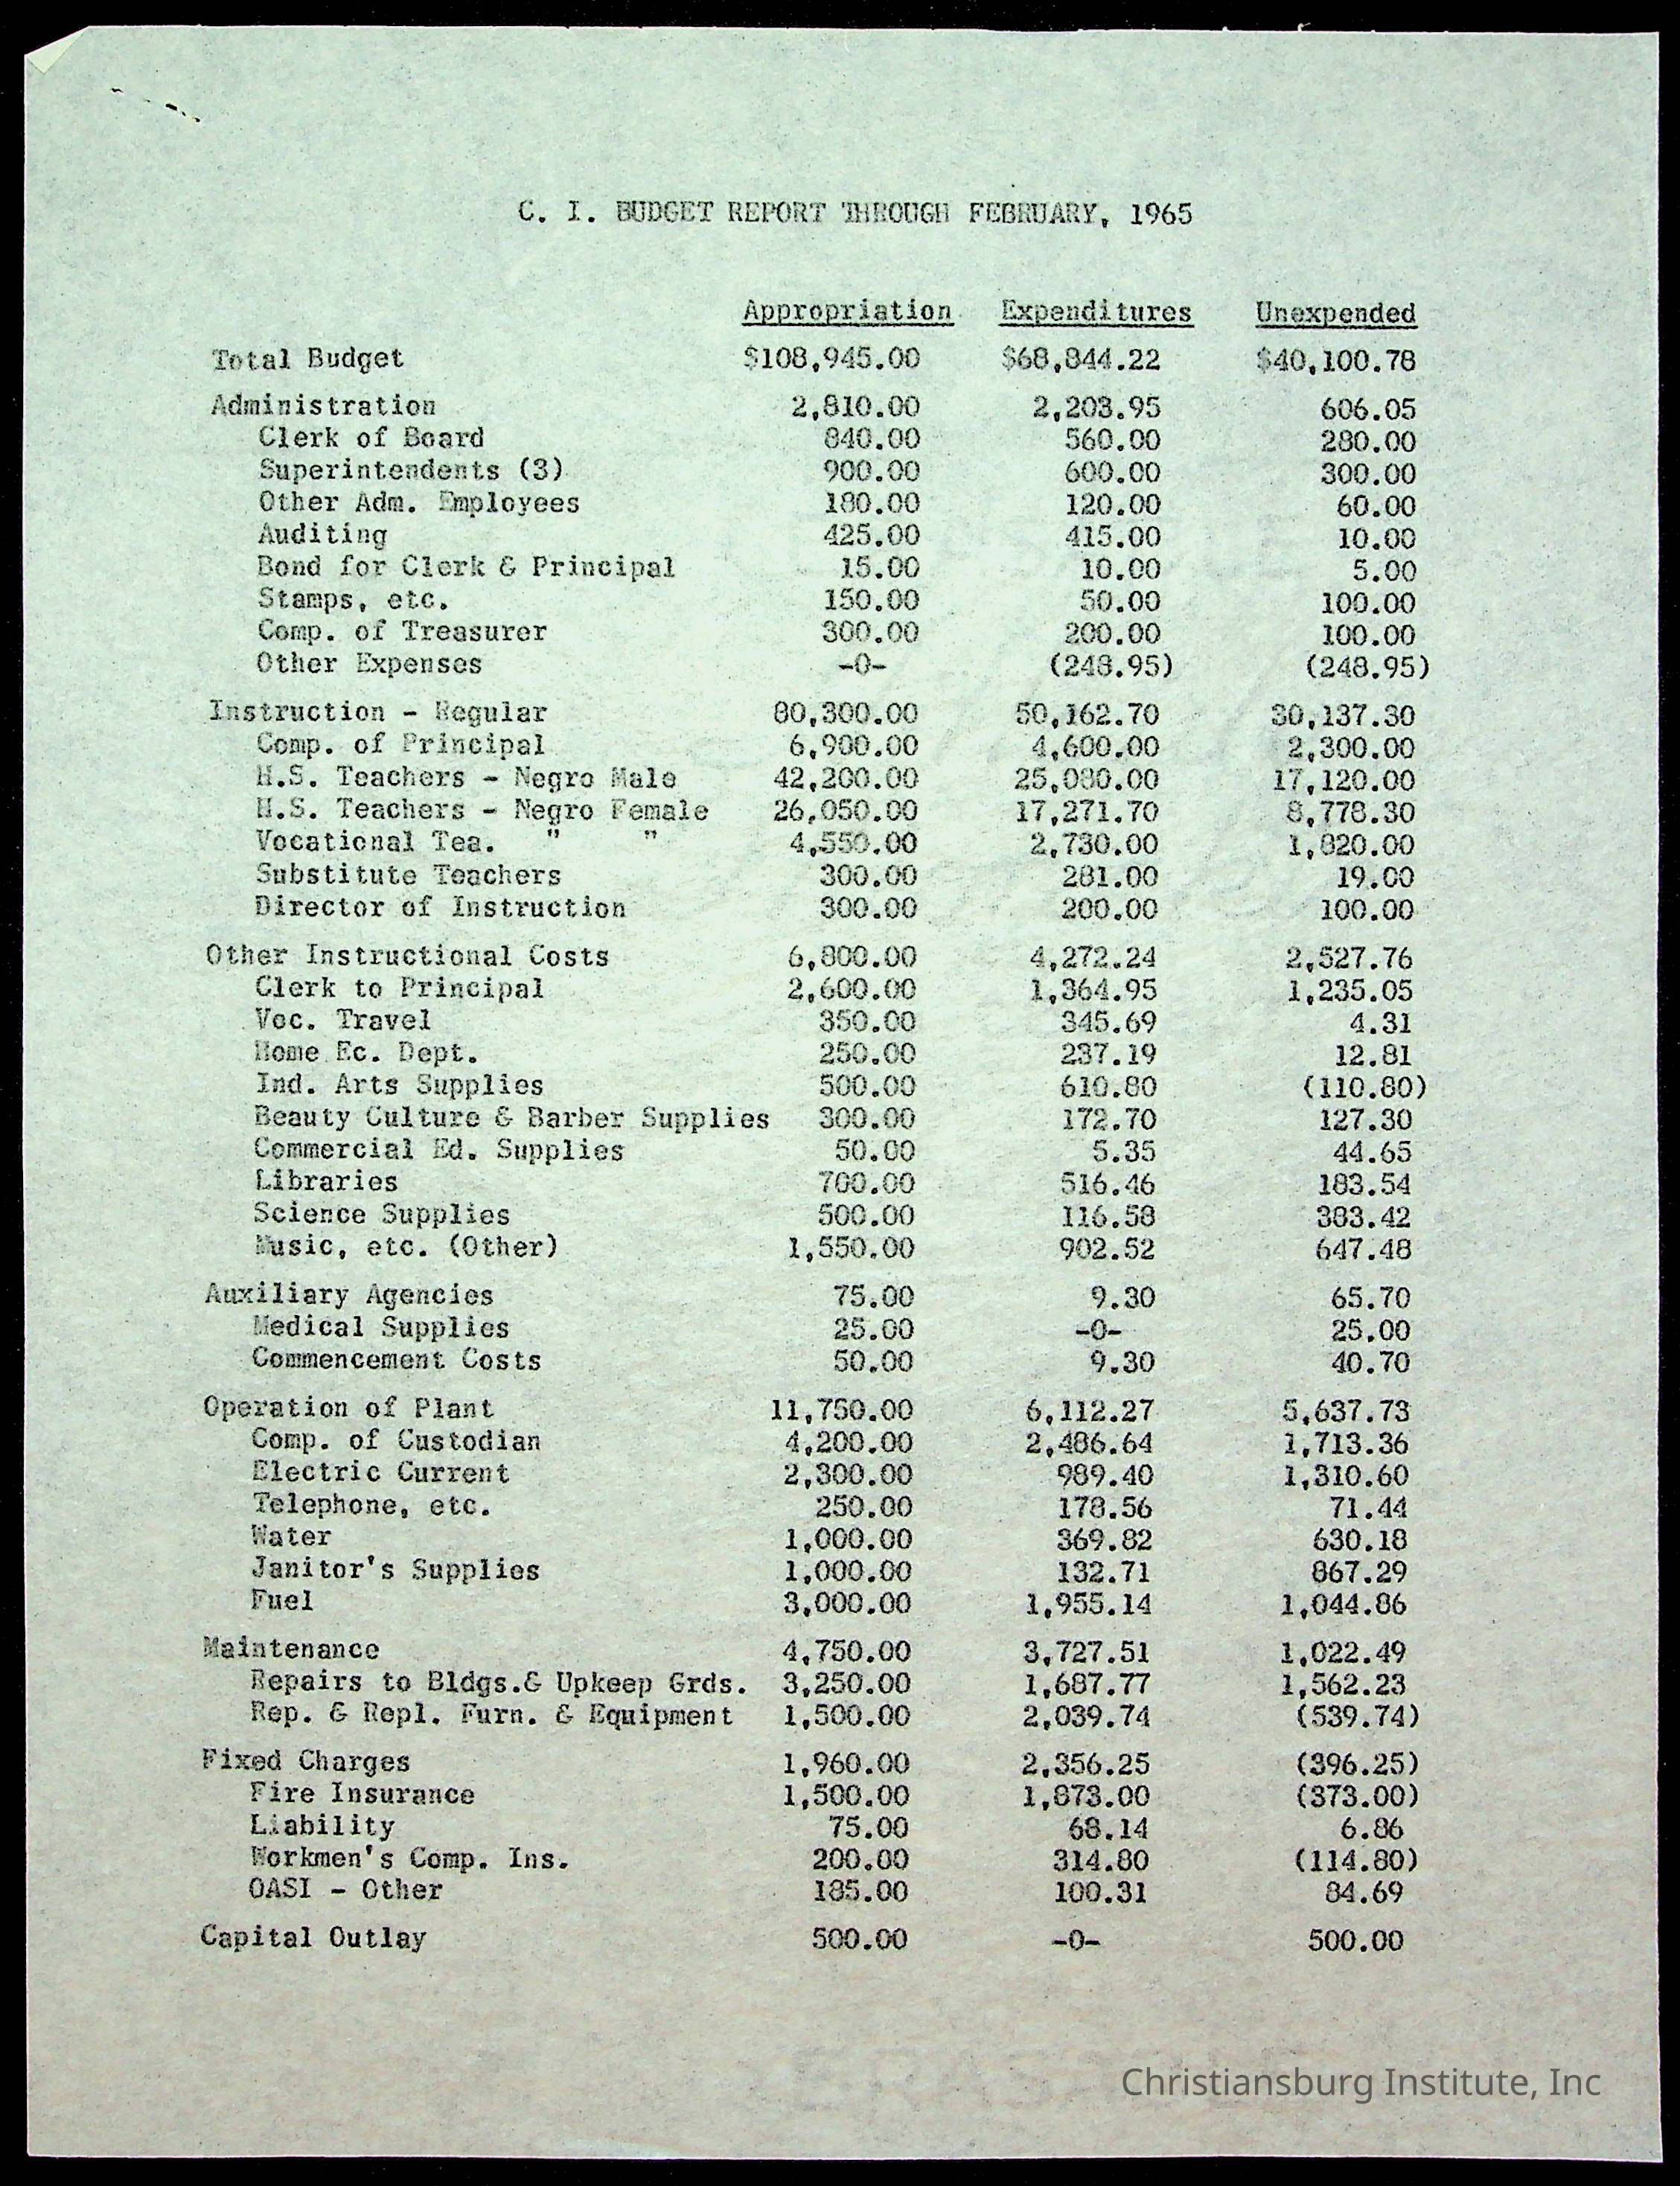 C. I. BUDGET REPORT THROUGH FEBRUARY, 1965
Appropriation Expenditures Unexpended
Total Budget $108,945.00 $68,844.22 $40,100.78
Administration 2,810.00 2,203.95 606.05
Clerk of Board 840.00 560.00 280.00
Superintendents (3) 900.00 600.00 300.00
Other Adm. Employees 180.00 120.00 60.00
Auditing 425.00 415.00 10.00
Bond for Clerk & Principal 15.00 10.00 5.00
Stamps, etc. 150.00 50.00 100.00
Comp. of Treasurer 300.00 200.00 100.00
Other Expenses -0- (248.95) (248.95)
Instruction - Regular 80,300.00 50,162.70 30,137.30
Comp. of Principal 6,900.00 4,600.00 2,300.00
H.S. Teachers - Negro Male 42,200.00 25,080.00 17,120.00
H.S. Teachers - Negro Female 26,050.00 17,271.70 8,778.30
Vocational Tea. " " 4,550.00 2,730.00 1,820.00
Substitute Teachers 300.00 281.00 19.00
Director of Instruction 300.00 200.00 100.00
Other Instructional Costs 6,800.00 4,272.24 2,527.76
Clerk to Principal 2,600.00 1,364.95 1,235.05
Voc. Travel 350.00 345.69 4.31
Home Ec. Dept. 250.00 237.19 12.81
Ind. Arts Supplies 500.00 610.80 (110.80)
Beauty Culture & Barber Supplies 300.00 172.70 127.30
Commercial Ed. Supplies 50.00 5.35 44.65
Libraries 700.00 516.46 183.54
Science Supplies 500.00 116.58 383.42
Music, etc. (Other) 1,550.00 902.52 647.48
Auxiliary Agencies 75.00 9.30 65.70
Medical Supplies 25.00 -0- 25.00
Commencement Costs 50.00 9.30 40.70
Operation of Plant 11,750.00 6,112.27 5,637.73
Comp. of Custodian 4,200.00 2,486.64 1,713.36
Electric Current 2,300.00 989.40 1,310.60
Telephone, etc. 250.00 178.56 71.44
Water 1,000.00 369.82 630.18
Janitor's Supplies 1,000.00 132.71 867.29
Fuel 3,000.00 1,955.14 1,044.86
Maintenance 4,750.00 3,727.51 1,022.49
Repairs to Bldgs.& Upkeep Grds. 3,250.00 1,687.77 1,562.23
Rep. & Repl. Furn. & Equipment 1,500.00 2,039.74 (539.74)
Fixed Charges 1,960.00 2,356.25 (396.25)
Fire Insurance 1,500.00 1,873.00 (373.00)
Liability 75.00 68.14 6.86
Workmen's Comp. Ins. 200.00 314.80 (114.80)
OASI - Other 185.00 100.31 84.69
Capital Outlay 500.00 -0- 500.00
Christiansburg Institute, Inc